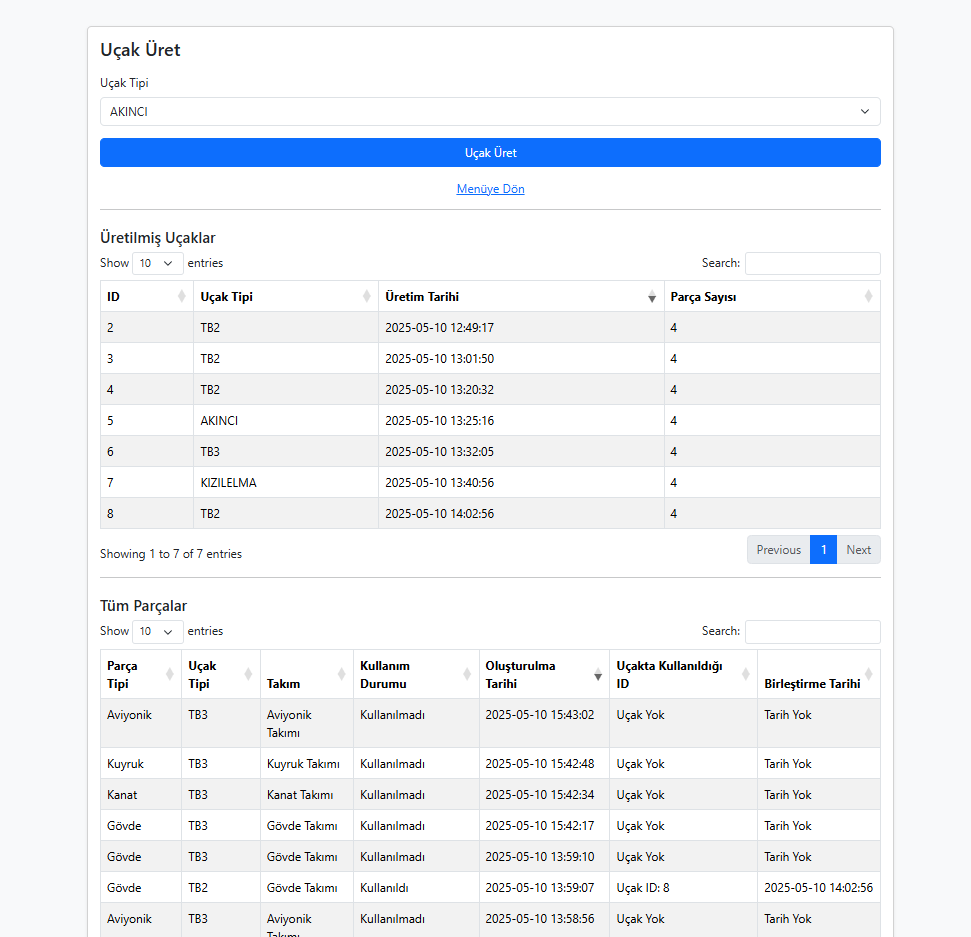 Uçak Üret
Uçak Tipi
AKINCI
Uçak Üret
Menüye Dön
Üretilmiş Uçaklar
Show 10 entries Search:
ID Uçak Tipi Üretim Tarihi Parça Sayısı
2 TB2 2025-05-10 12:49:17 4
3 TB2 2025-05-10 13:01:50 4
4 TB2 2025-05-10 13:20:32 4
5 AKINCI 2025-05-10 13:25:16 4
6 TB3 2025-05-10 13:32:05 4
7 KIZILELMA 2025-05-10 13:40:56 4
8 TB2 2025-05-10 14:02:56 4
Showing 1 to 7 of 7 entries Previous 1 Next
Tüm Parçalar
Show 10 entries Search:
Parça Uçak Kullanım Oluşturulma Uçakta Kullanıldığı
Tipi Tipi Takım Durumu Tarihi ID Birleştirme Tarihi
Aviyonik TB3 Aviyonik Kullanılmadı 2025-05-10 15:43:02 Uçak Yok Tarih Yok
Takımı
Kuyruk TB3 Kuyruk Takımı Kullanılmadı 2025-05-10 15:42:48 Uçak Yok Tarih Yok
Kanat TB3 Kanat Takımı Kullanılmadı 2025-05-10 15:42:34 Uçak Yok Tarih Yok
Gövde TB3 Gövde Takımı Kullanılmadı 2025-05-10 15:42:17 Uçak Yok Tarih Yok
Gövde TB3 Gövde Takımı Kullanılmadı 2025-05-10 13:59:10 Uçak Yok Tarih Yok
Gövde TB2 Gövde Takımı Kullanıldı 2025-05-10 13:59:07 Uçak ID: 8 2025-05-10 14:02:56
Aviyonik TB3 Aviyonik Kullanılmadı 2025-05-10 13:58:56 Uçak Yok Tarih Yok
Takımı